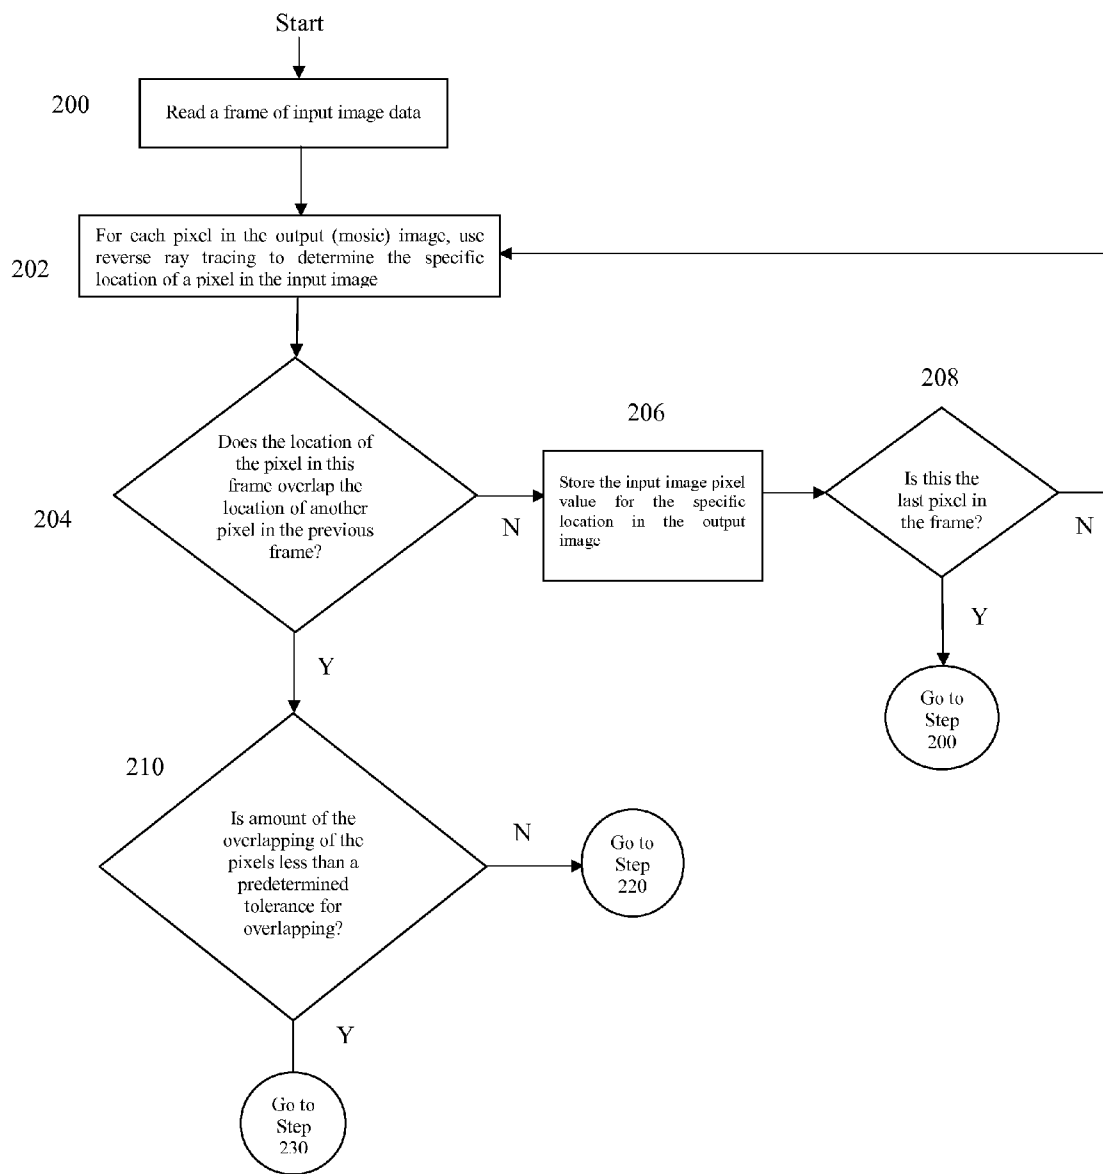 Start
200
Read a frame of input image data
202
For each pixel in the output (mosic) image, use
reverse ray tracing to determine the specific
location of a pixel in the input image
204
Does the location of
the pixel in this
frame overlap the
location of another
pixel in the previous
frame?
N
206
Store the input image pixel
value for the specific
location in the output
image
208
Is this the
last pixel in
the frame?
N
Y
Go to
Step
200
Y
210
Is amount of the
overlapping of the
pixels less than a
predetermined
tolerance for
overlapping?
N
Go to
Step
220
Y
Go to
Step
230